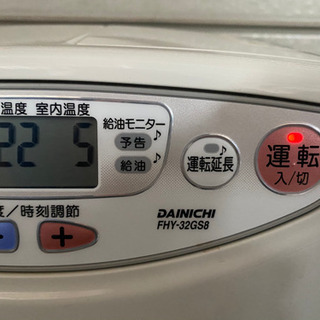 温度 室内温度
22 5
給油モニター
予告
給油
運転延長
運転
入/切
度/時刻調節
+
DAINICHI
FHY-32GS8